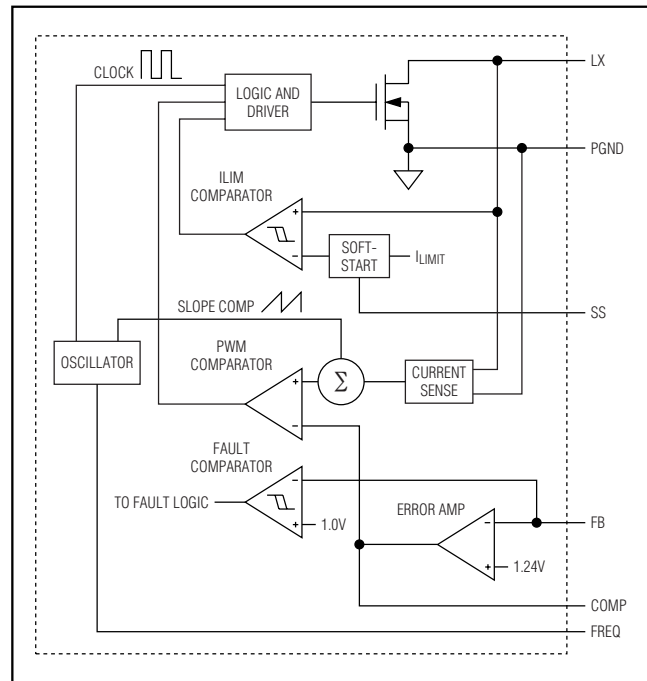 CLOCK
LX
LOGIC AND
DRIVER
PGND
ILIM
COMPARATOR
+
−
SOFT-
START
ILIMIT
SS
SLOPE COMP
OSCILLATOR
PWM
COMPARATOR
+
Σ
−
CURRENT
SENSE
FAULT
COMPARATOR
TO FAULT LOGIC
−
+
1.0V
ERROR AMP
−
+
1.24V
FB
COMP
FREQ